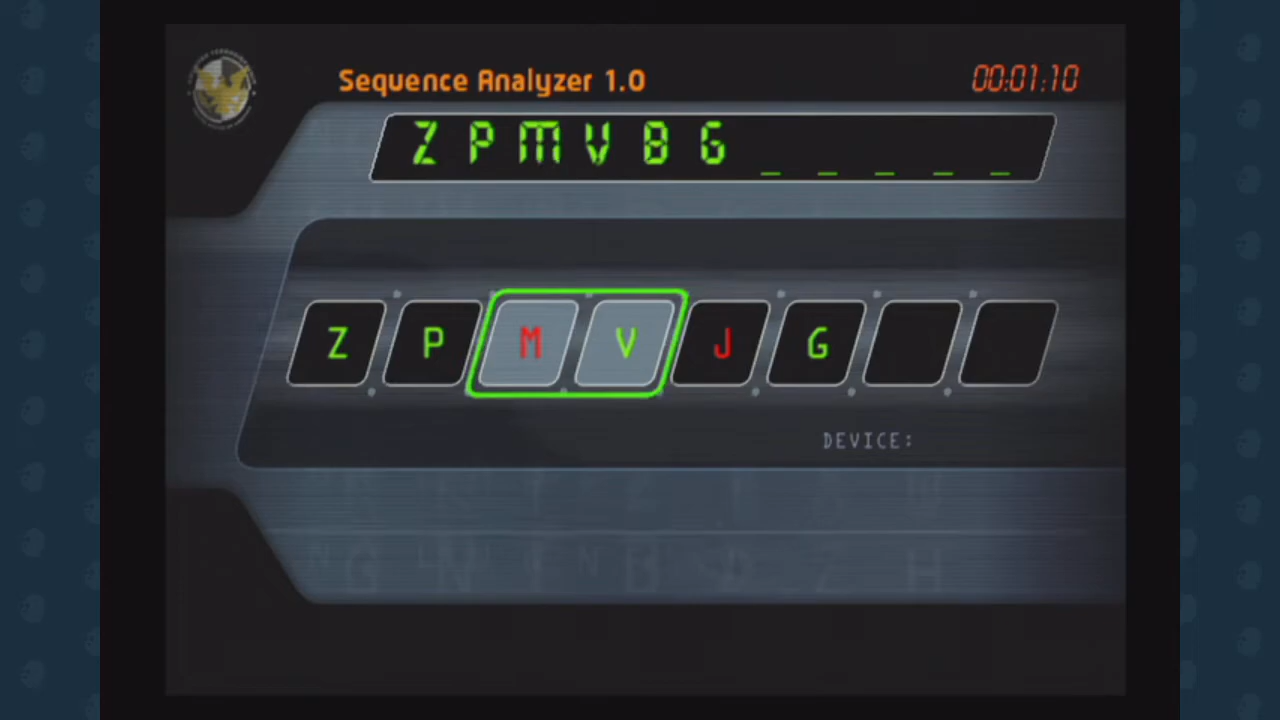 Sequence Analyzer 1.0
00:01:10
Z P M V B G _ _ _ _ _
Z P M V J G
DEVICE: